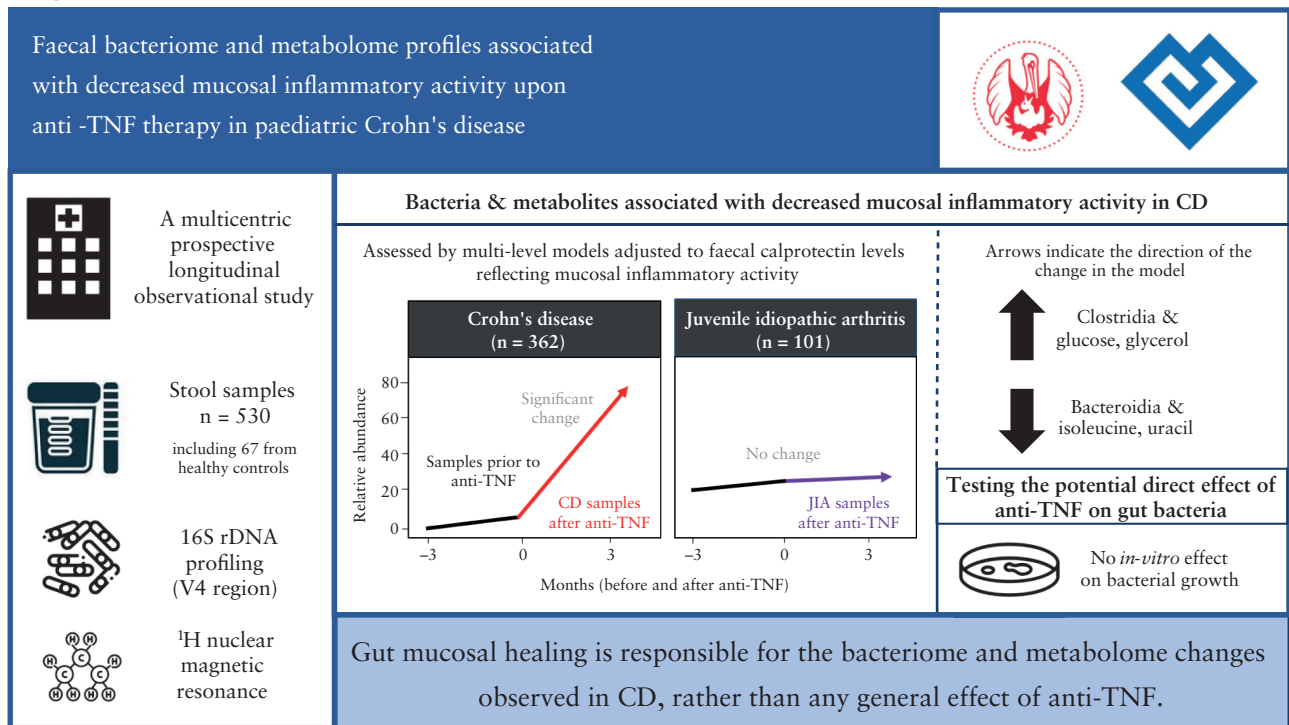 Faecal bacteriome and metabolome profiles associated
with decreased mucosal inflammatory activity upon
anti -TNF therapy in paediatric Crohn's disease
A multicentric
prospective
longitudinal
observational study
Stool samples
n = 530
including 67 from
healthy controls
16S rDNA
profiling
(V4 region)
H H
H C H
C C
H H H H
¹H nuclear
magnetic
resonance
Bacteria & metabolites associated with decreased mucosal inflammatory activity in CD
Assessed by multi-level models adjusted to faecal calprotectin levels
reflecting mucosal inflammatory activity
Crohn's disease
(n = 362)
Relative abundance
80
60
40
20
0
Significant
change
Samples prior to
anti-TNF
CD samples
after anti-TNF
−3 0 3
Juvenile idiopathic arthritis
(n = 101)
No change
JIA samples
after anti-TNF
−3 0 3
Months (before and after anti-TNF)
Arrows indicate the direction of the
change in the model
Clostridia &
glucose, glycerol
Bacteroidia &
isoleucine, uracil
Testing the potential direct effect of
anti-TNF on gut bacteria
No in-vitro effect
on bacterial growth
Gut mucosal healing is responsible for the bacteriome and metabolome changes
observed in CD, rather than any general effect of anti-TNF.